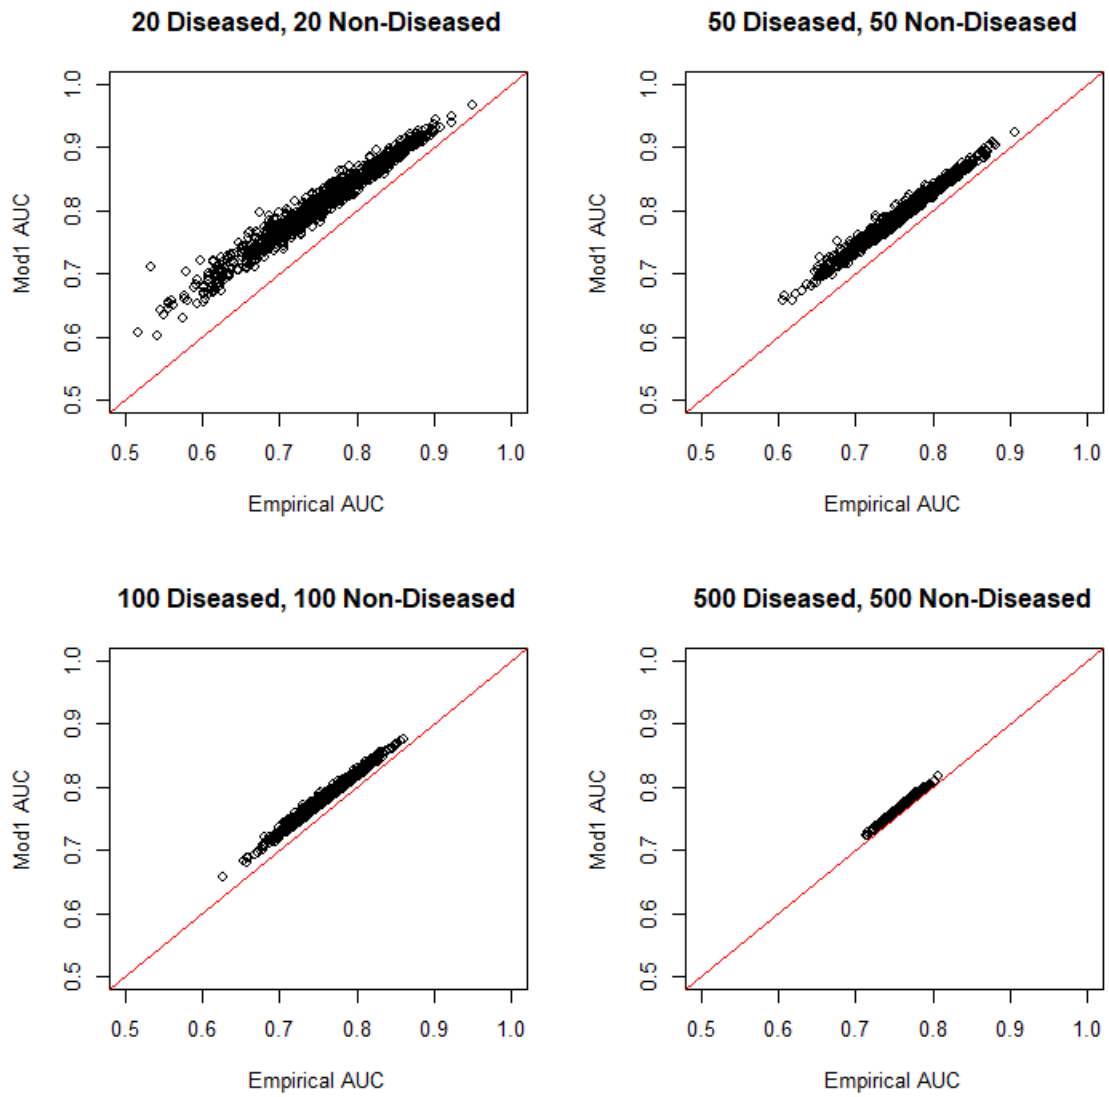 20 Diseased, 20 Non-Diseased
Mod1 AUC
1.0
0.9
0.8
0.7
0.6
0.5
0.5 0.6 0.7 0.8 0.9 1.0
Empirical AUC
50 Diseased, 50 Non-Diseased
Mod1 AUC
1.0
0.9
0.8
0.7
0.6
0.5
0.5 0.6 0.7 0.8 0.9 1.0
Empirical AUC
100 Diseased, 100 Non-Diseased
Mod1 AUC
1.0
0.9
0.8
0.7
0.6
0.5
0.5 0.6 0.7 0.8 0.9 1.0
Empirical AUC
500 Diseased, 500 Non-Diseased
Mod1 AUC
1.0
0.9
0.8
0.7
0.6
0.5
0.5 0.6 0.7 0.8 0.9 1.0
Empirical AUC